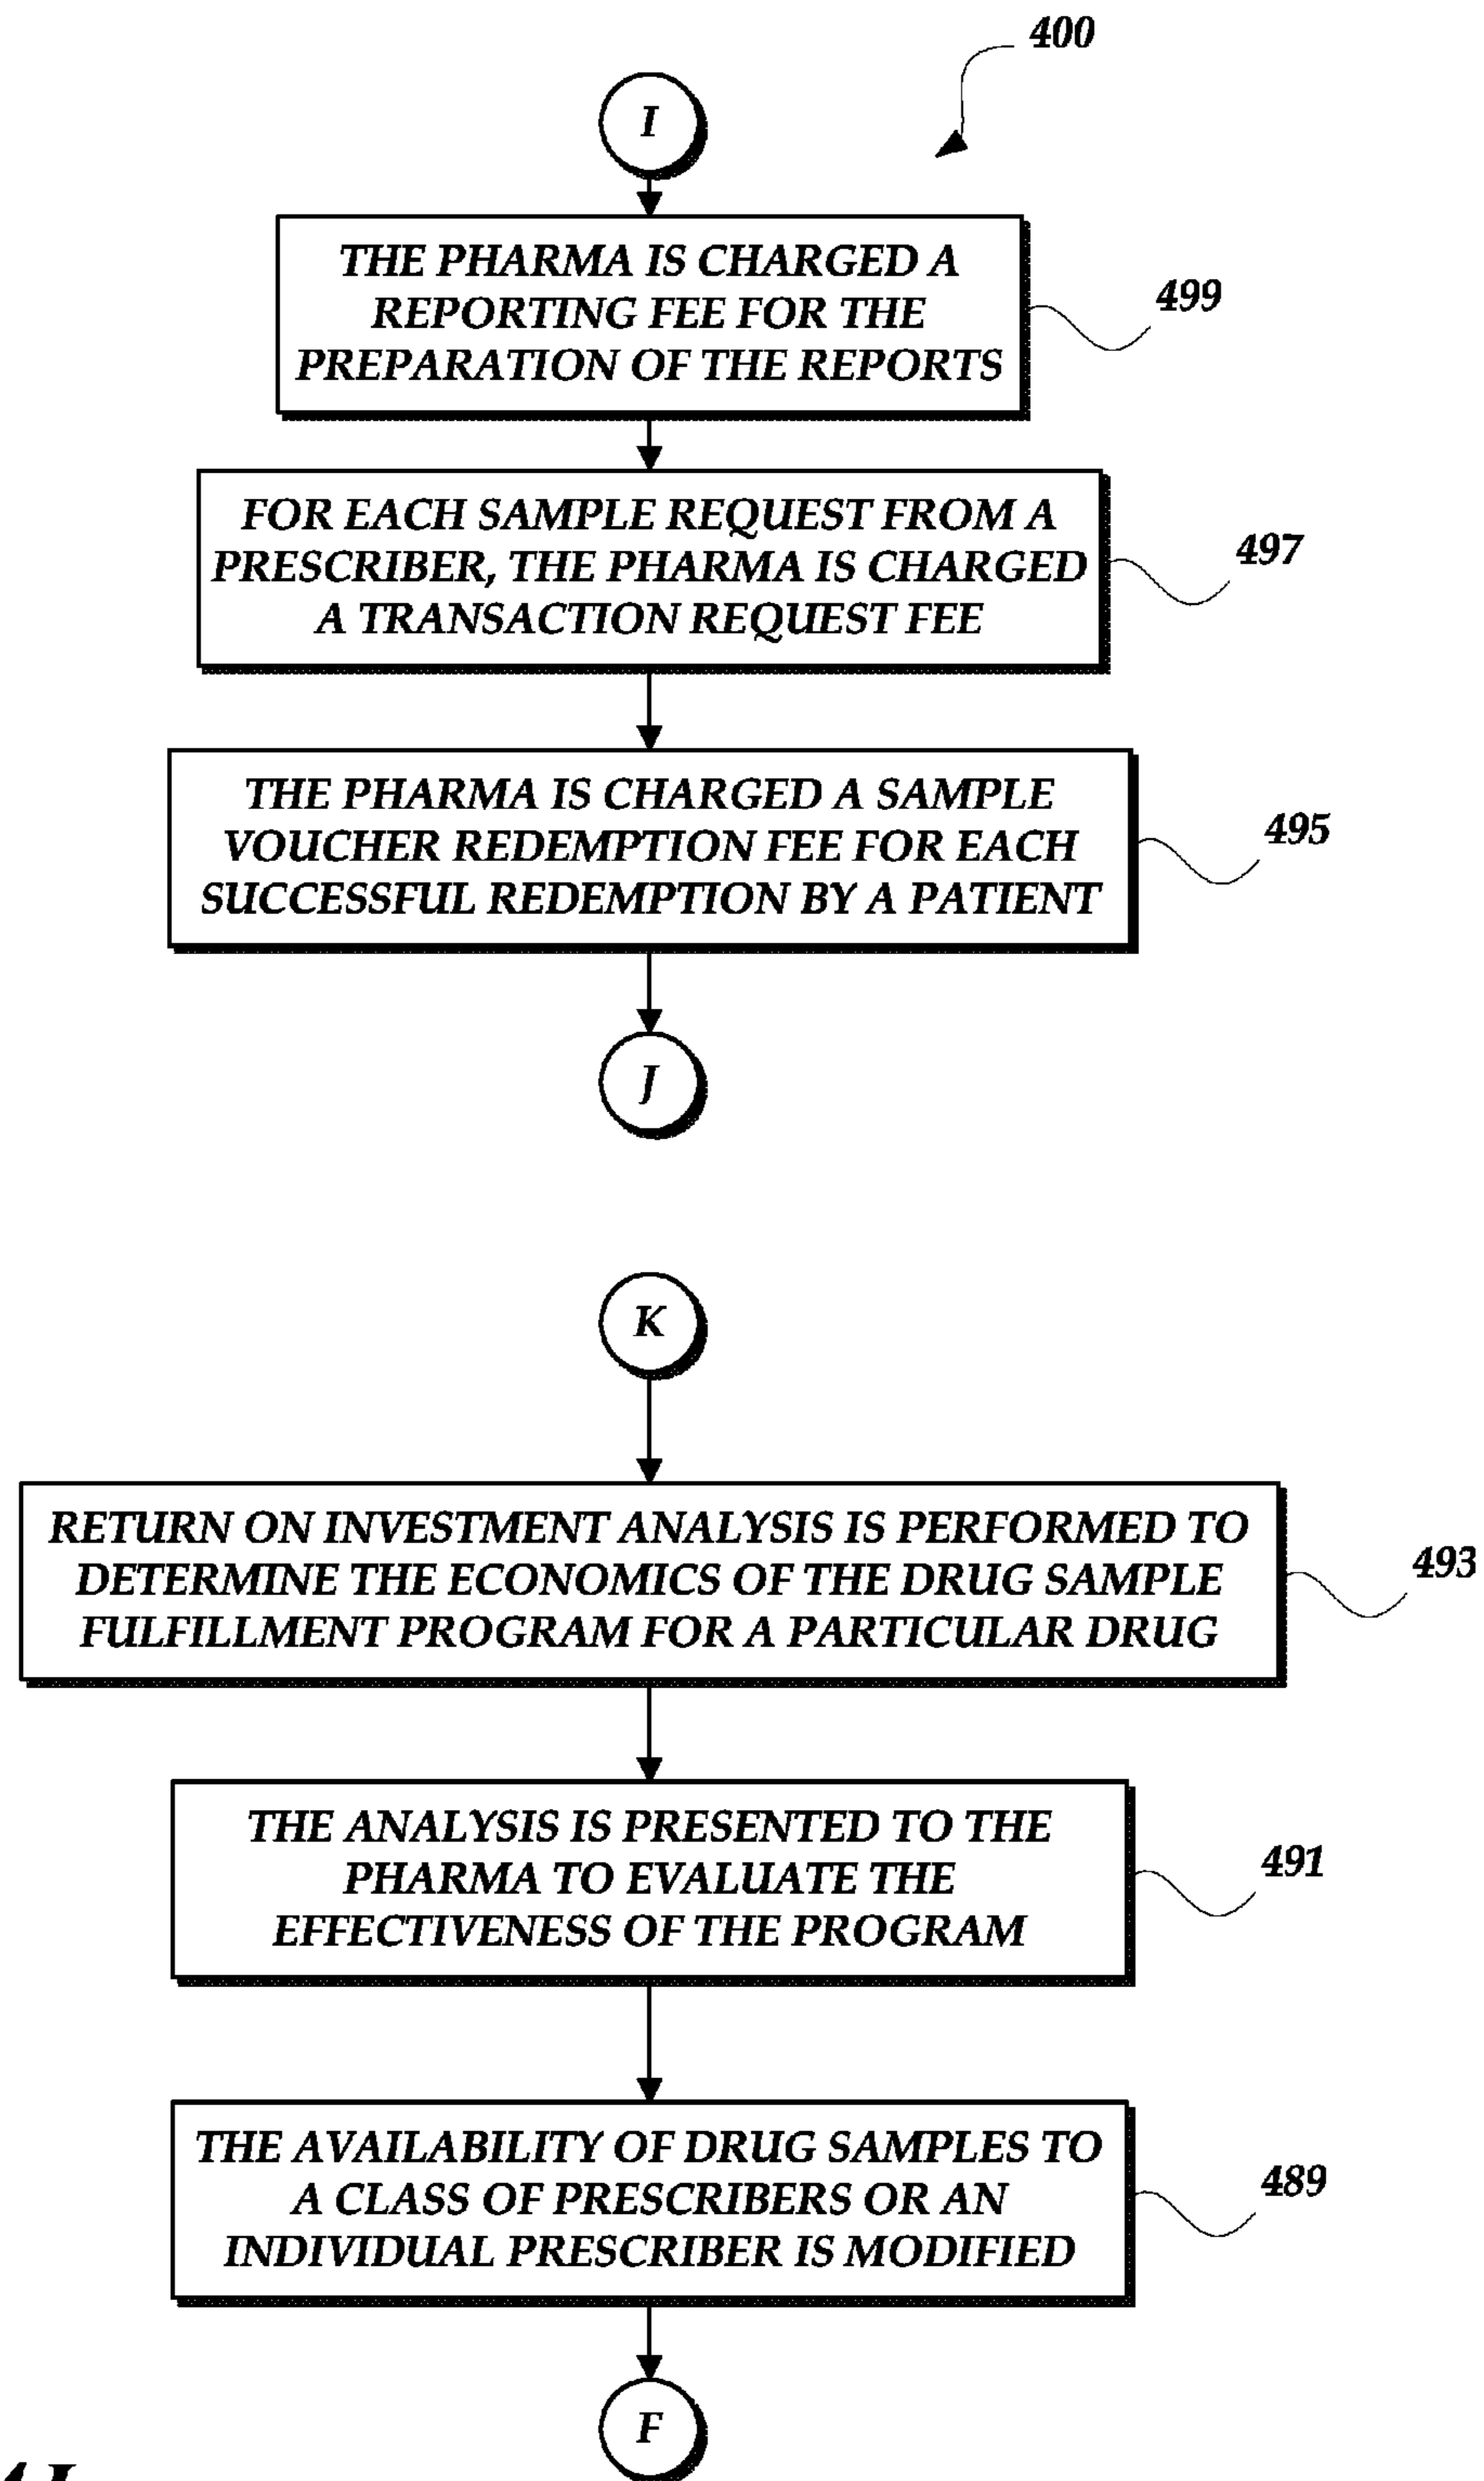 400
I
THE PHARMA IS CHARGED A
REPORTING FEE FOR THE
PREPARATION OF THE REPORTS
499
FOR EACH SAMPLE REQUEST FROM A
PRESCRIBER, THE PHARMA IS CHARGED
A TRANSACTION REQUEST FEE
497
THE PHARMA IS CHARGED A SAMPLE
VOUCHER REDEMPTION FEE FOR EACH
SUCCESSFUL REDEMPTION BY A PATIENT
495
J
K
RETURN ON INVESTMENT ANALYSIS IS PERFORMED TO
DETERMINE THE ECONOMICS OF THE DRUG SAMPLE
FULFILLMENT PROGRAM FOR A PARTICULAR DRUG
493
THE ANALYSIS IS PRESENTED TO THE
PHARMA TO EVALUATE THE
EFFECTIVENESS OF THE PROGRAM
491
THE AVAILABILITY OF DRUG SAMPLES TO
A CLASS OF PRESCRIBERS OR AN
INDIVIDUAL PRESCRIBER IS MODIFIED
489
F